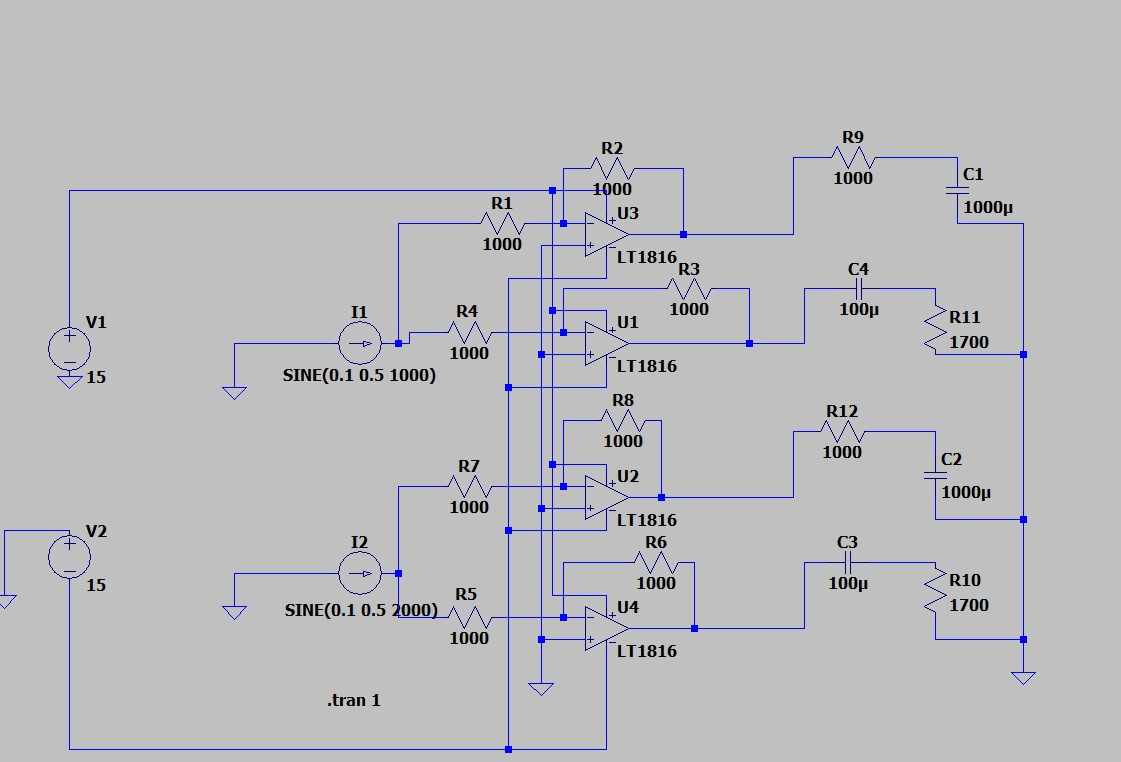 R9
R2
1000
C1
1000
R1
U3
1000µ
1000
LT1816
R3
C4
I1
R4
1000
100µ
V1
U1
R11
1000
LT1816
1700
15
SINE(0.1 0.5 1000)
R8
R12
1000
1000
R7
U2
C2
1000
1000µ
LT1816
V2
I2
R6
C3
15
1000
100µ
R10
SINE(0.1 0.5 2000)
R5
U4
1700
1000
LT1816
.tran 1